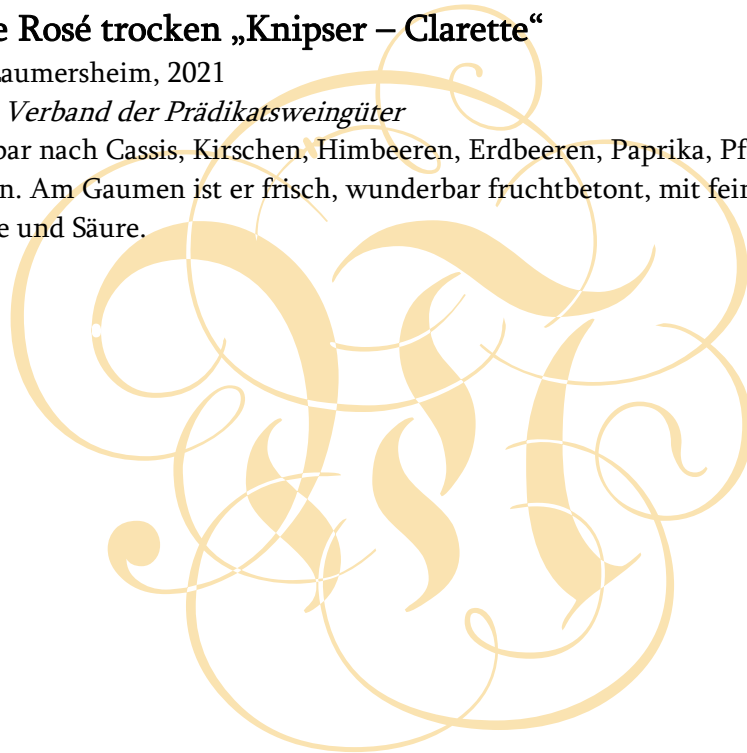 e Rosé trocken „Knipser – Clarette“
aumersheim, 2021
Verband der Prädikatsweingüter
bar nach Cassis, Kirschen, Himbeeren, Erdbeeren, Paprika, Pf
n. Am Gaumen ist er frisch, wunderbar fruchtbetont, mit fein
e und Säure.